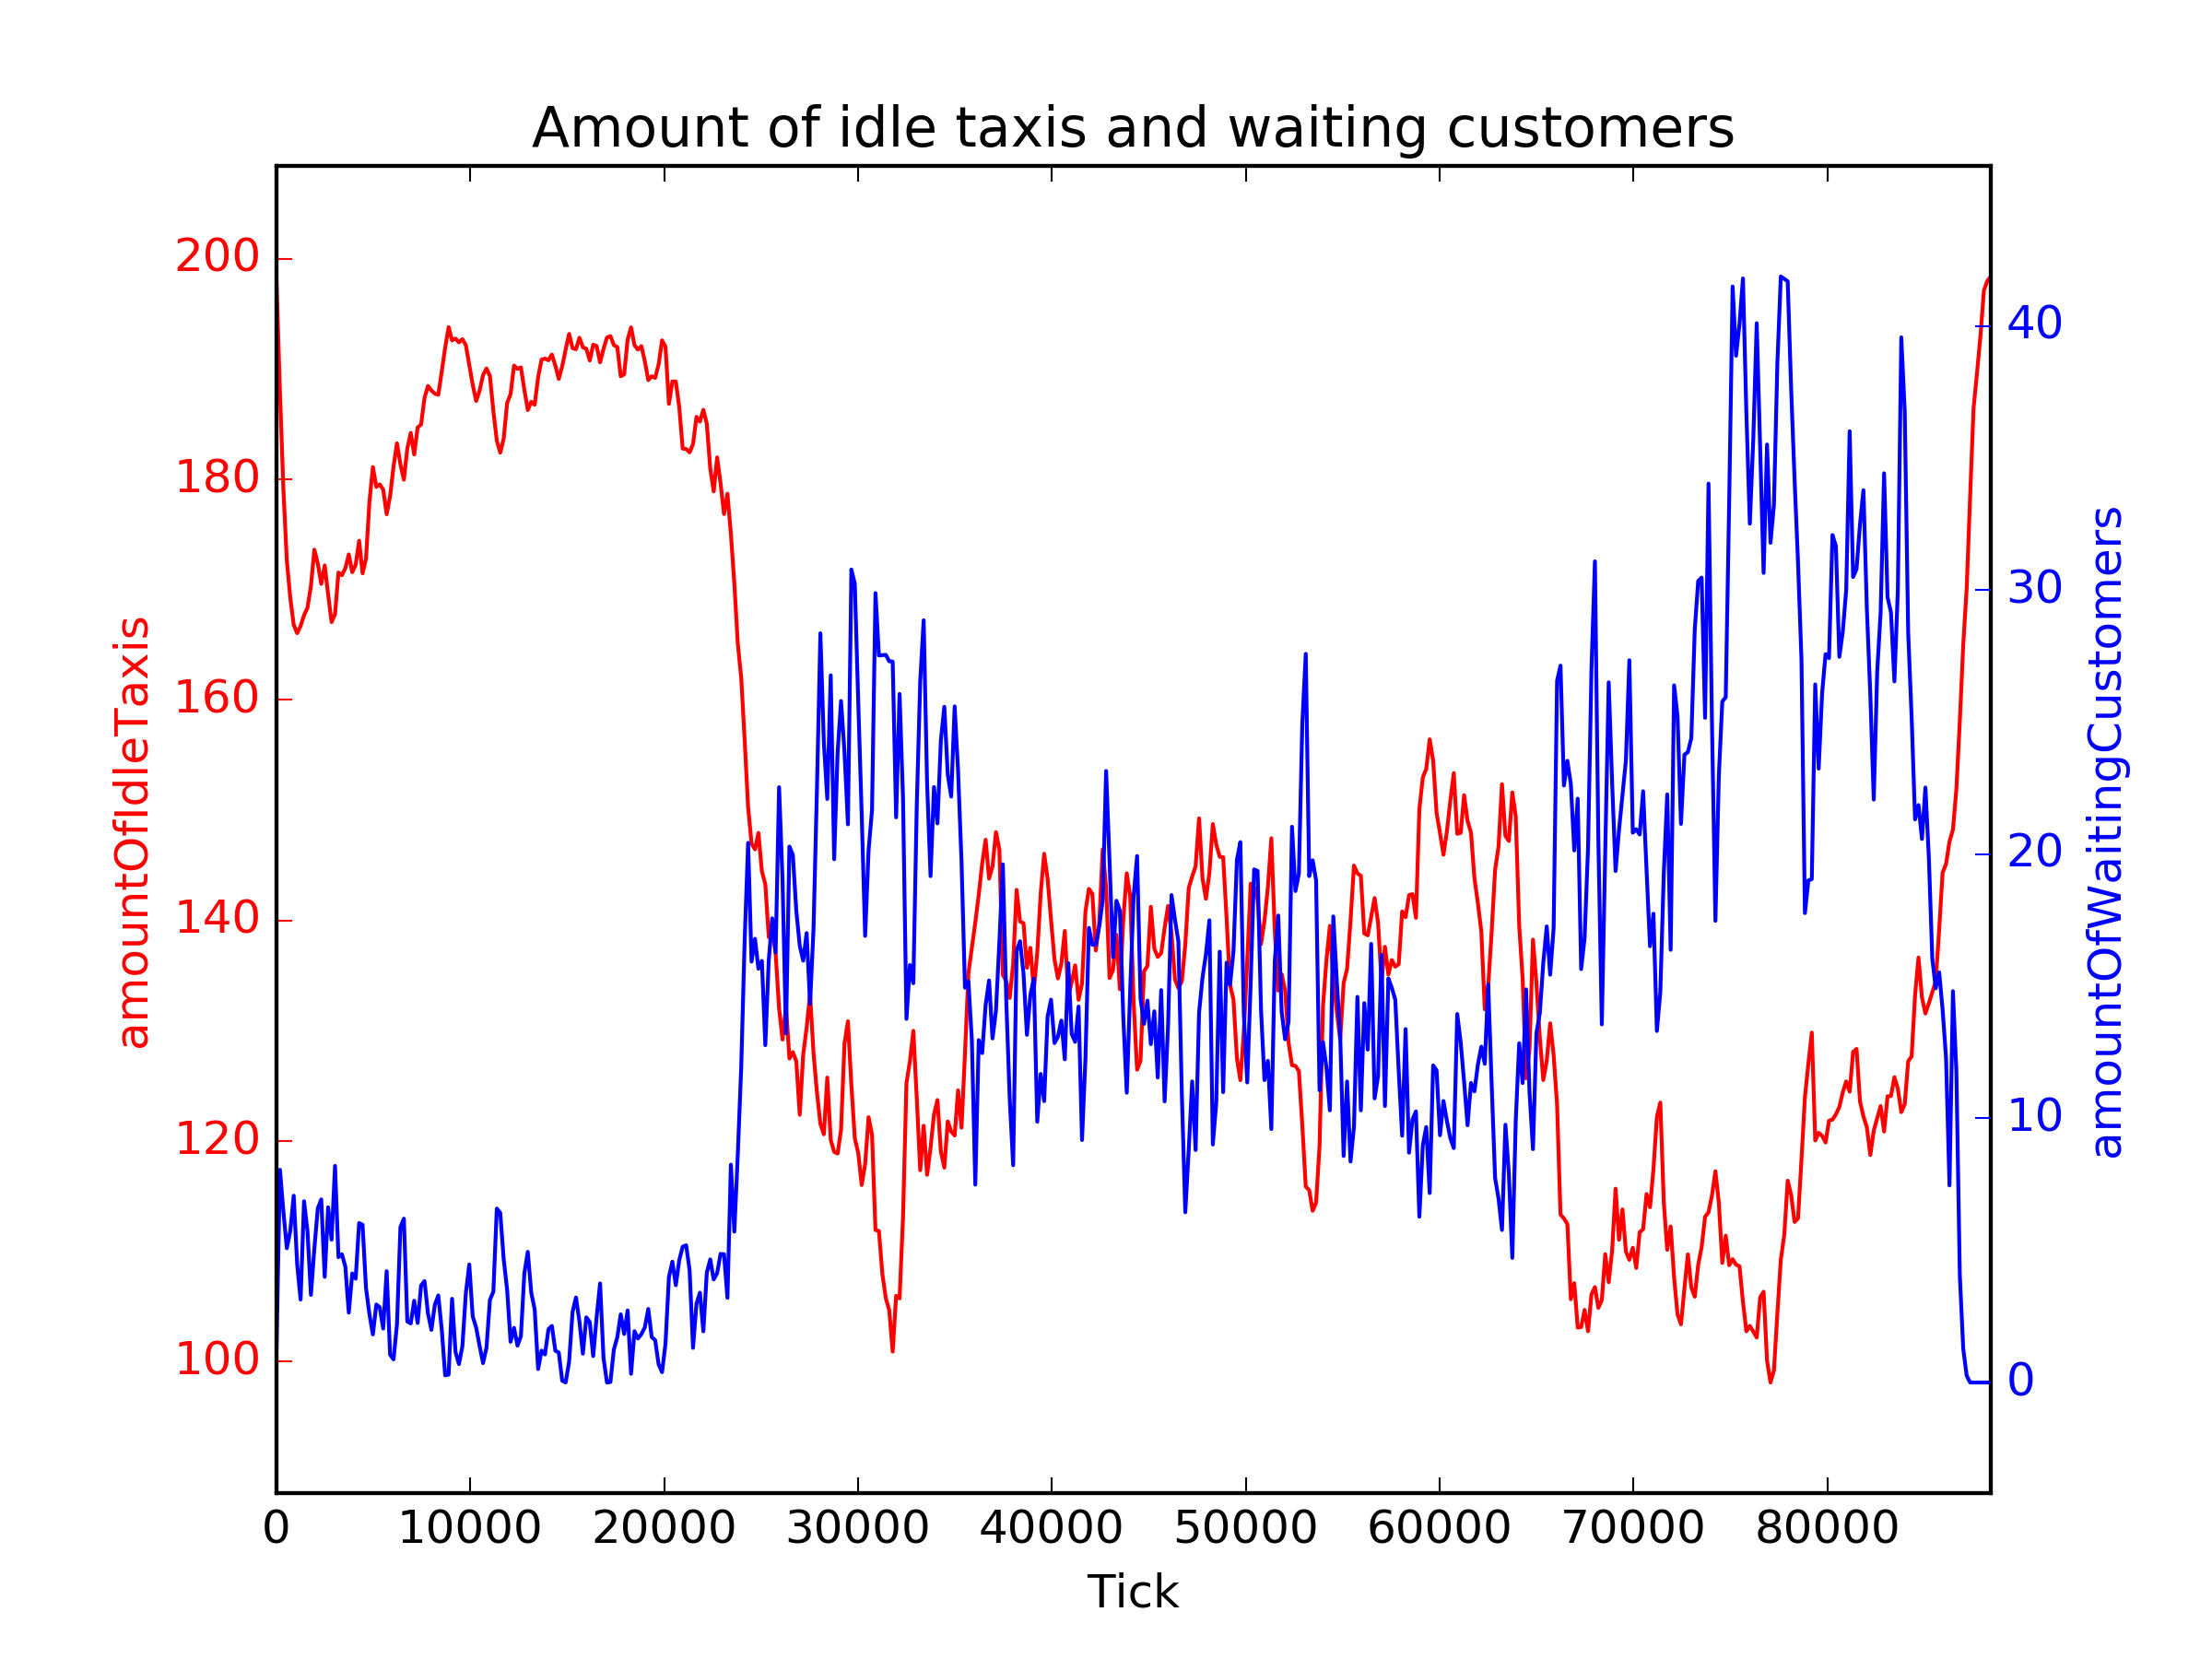 Amount of idle taxis and waiting customers
200
180
160
140
120
100
amountOfIdleTaxis
40
30
20
10
0
amountOfWaitingCustomers
0 10000 20000 30000 40000 50000 60000 70000 80000
Tick